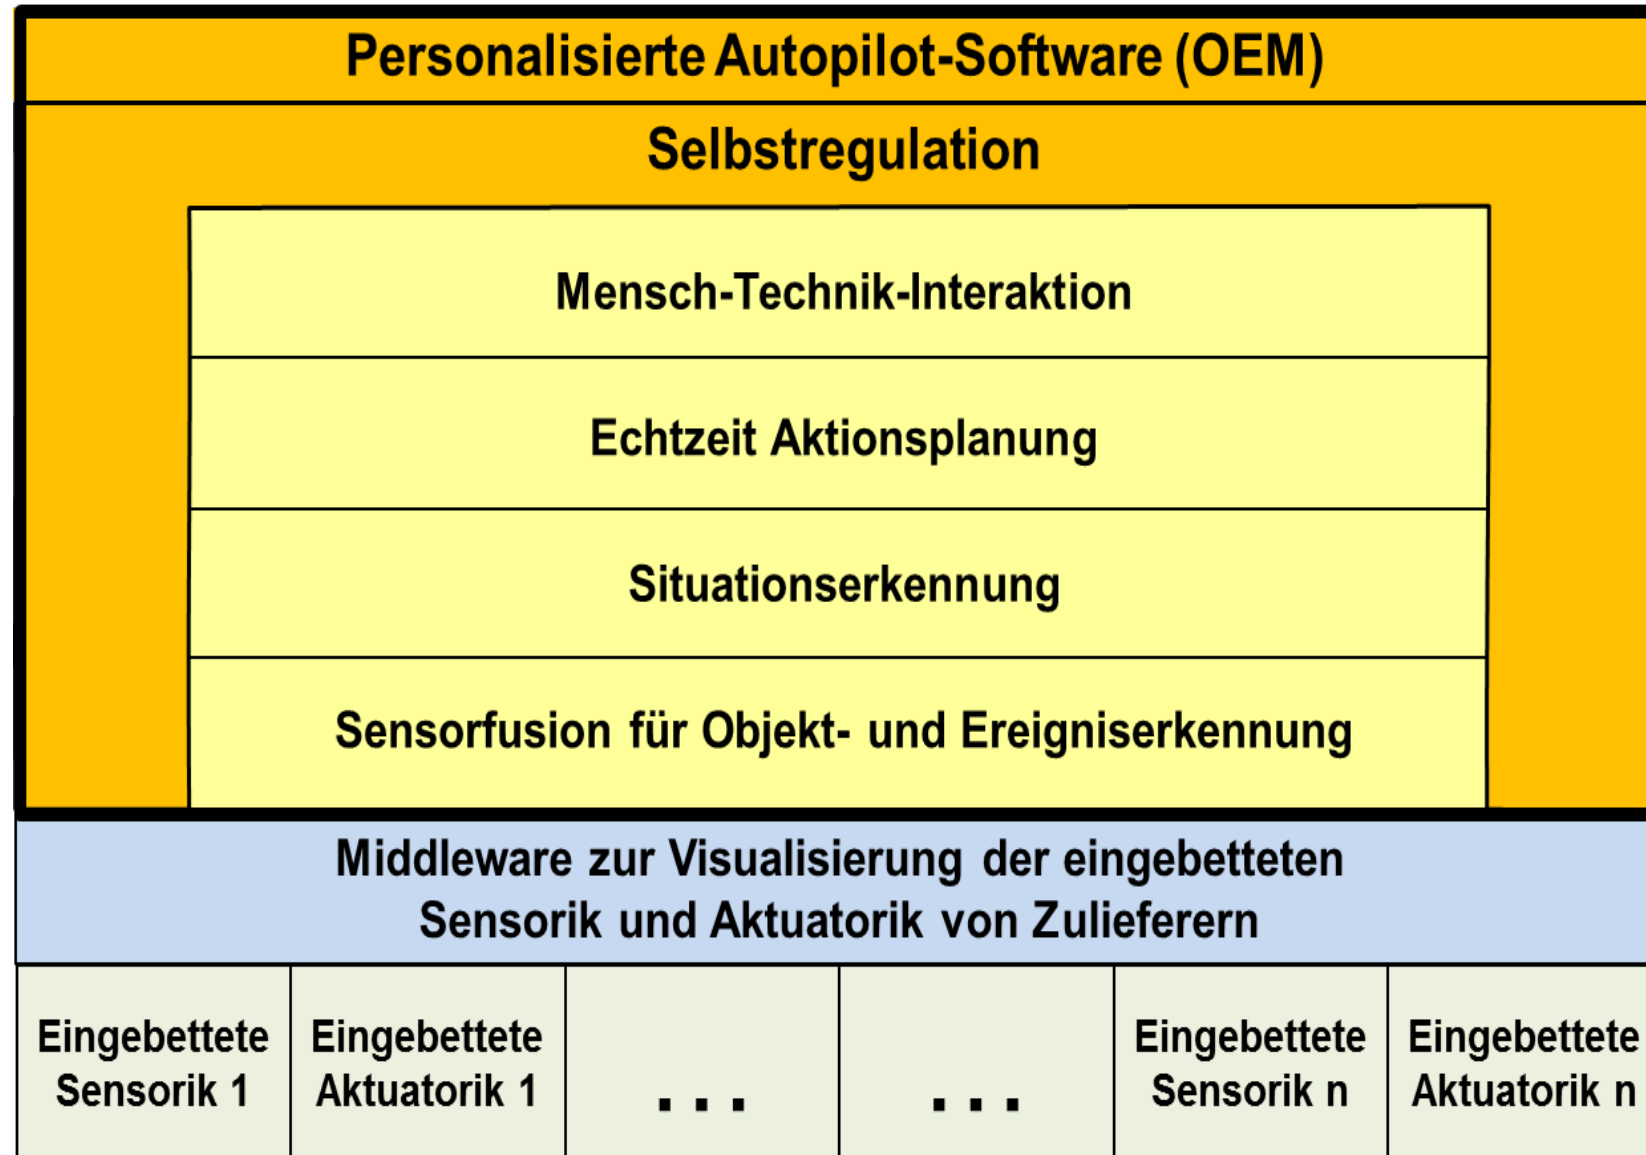 Personalisierte Autopilot-Software (OEM)
Selbstregulation
Mensch-Technik-Interaktion
Echtzeit Aktionsplanung
Situationserkennung
Sensorfusion für Objekt- und Ereigniserkennung
Middleware zur Visualisierung der eingebetteten
Sensorik und Aktuatorik von Zulieferern
Eingebettete
Sensorik 1
Eingebettete
Aktuatorik 1
...
...
Eingebettete
Sensorik n
Eingebettete
Aktuatorik n